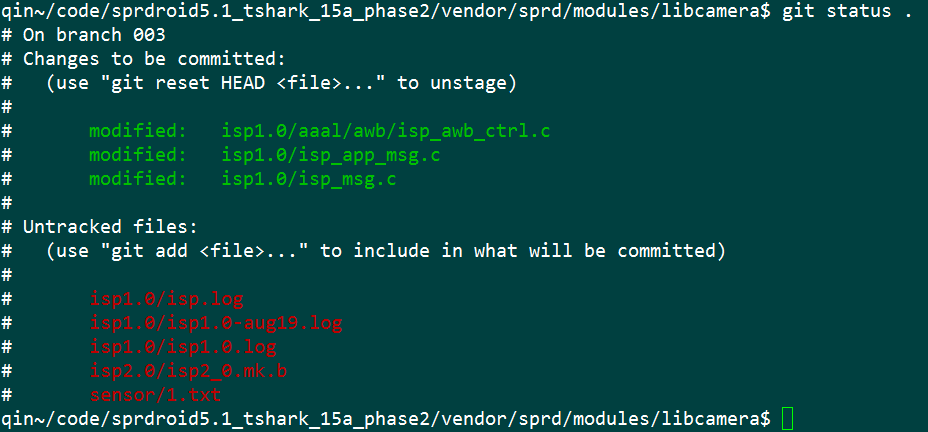 qin~/code/sprdroid5.1_tshark_15a_phase2/vendor/sprd/modules/libcamera$ git status .
# On branch 003
# Changes to be committed:
#   (use "git reset HEAD <file>..." to unstage)
#
#       modified:   isp1.0/aaal/awb/isp_awb_ctrl.c
#       modified:   isp1.0/isp_app_msg.c
#       modified:   isp1.0/isp_msg.c
#
# Untracked files:
#   (use "git add <file>..." to include in what will be committed)
#
#       isp1.0/isp.log
#       isp1.0/isp1.0-aug19.log
#       isp1.0/isp1.0.log
#       isp2.0/isp2_0.mk.b
#       sensor/1.txt
qin~/code/sprdroid5.1_tshark_15a_phase2/vendor/sprd/modules/libcamera$